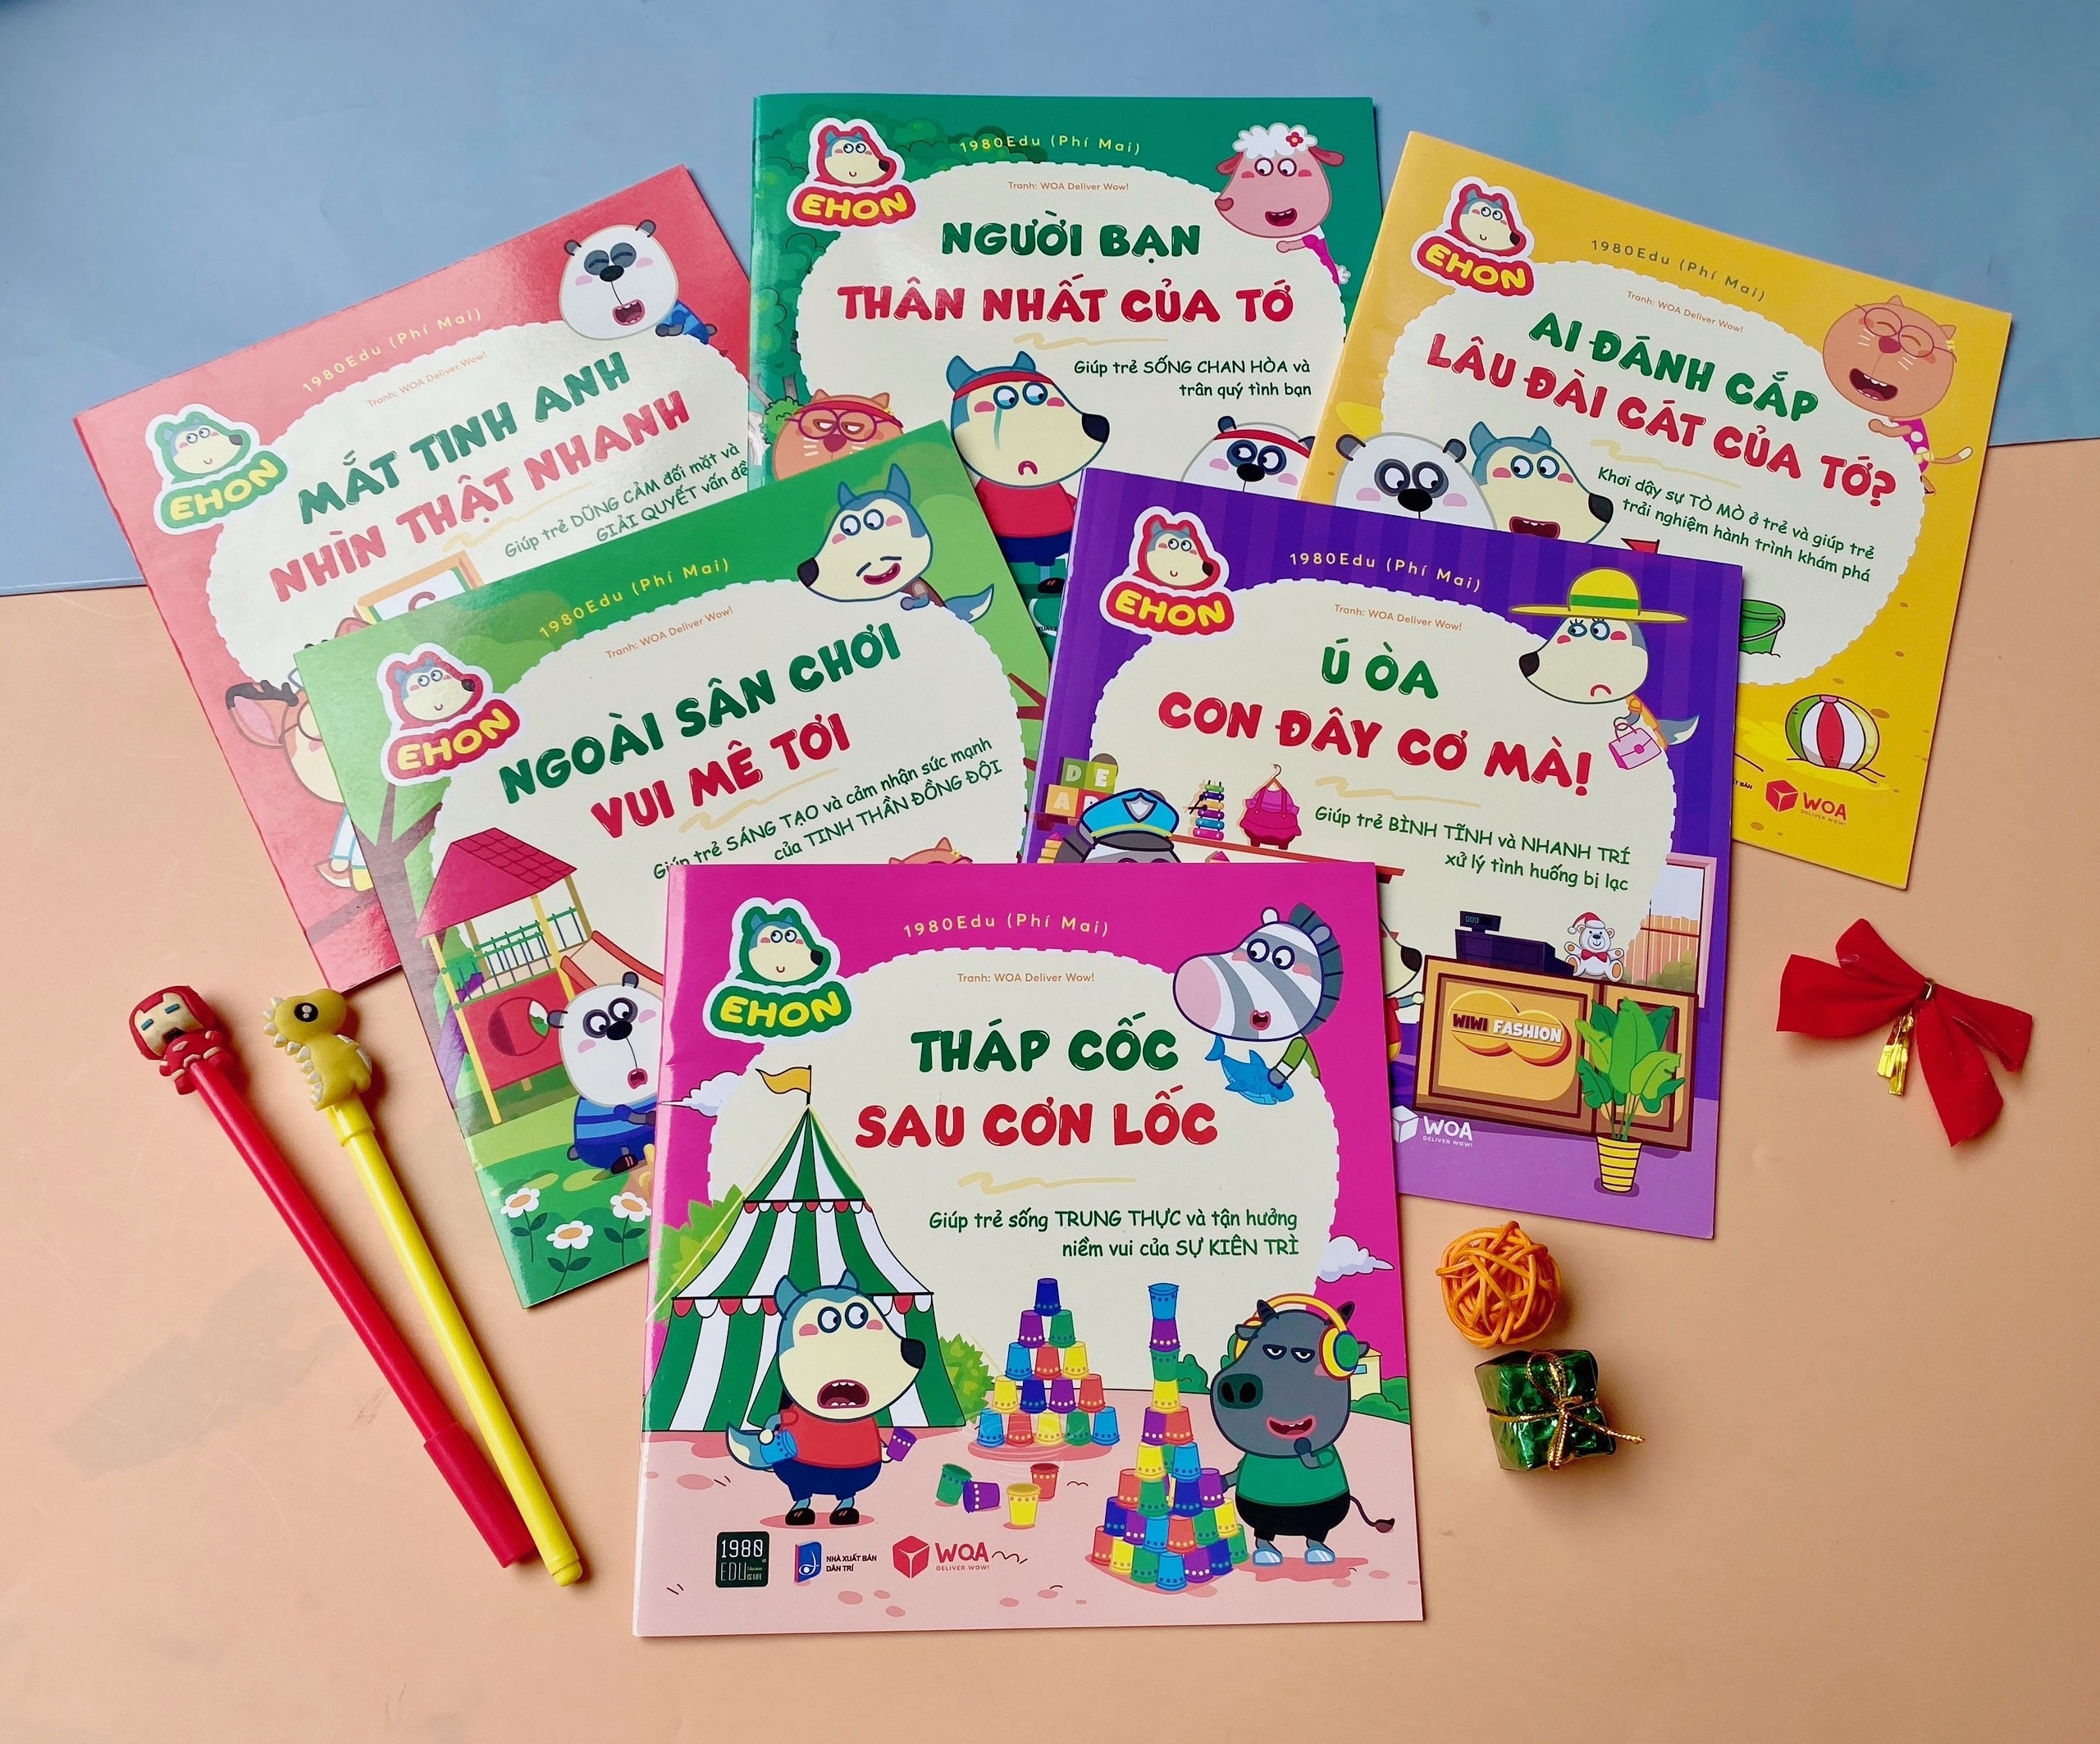 1980Edu (Phí Mai)
EHON
Tranh: WOA Deliver Wow!
NGƯỜI BẠN
THÂN NHẤT CỦA TỚ
Giúp trẻ SỐNG CHAN HÒA và
trân quý tình bạn
1980Edu (Phí Mai)
EHON
Tranh: WOA Deliver Wow!
AI ĐÁNH CẮP
LÂU ĐÀI CÁT CỦA TỚ?
Khơi dậy sự TÒ MÒ ở trẻ và giúp trẻ
trải nghiệm hành trình khám phá
WOA
DELIVER WOW!
1980Edu (Phí Mai)
EHON
Tranh: WOA Deliver Wow!
MẮT TINH ANH
NHÌN THẬT NHANH
Giúp trẻ DŨNG CẢM đối mặt và
GIẢI QUYẾT vấn đề
1980Edu (Phí Mai)
EHON
Tranh: WOA Deliver Wow!
NGOÀI SÂN CHƠI
VUI MÊ TƠI
Giúp trẻ SÁNG TẠO và cảm nhận sức mạnh
của TINH THẦN ĐỒNG ĐỘI
1980Edu (Phí Mai)
EHON
Tranh: WOA Deliver Wow!
Ú ÒA
CON ĐÂY CƠ MÀ!
Giúp trẻ BÌNH TĨNH và NHANH TRÍ
xử lý tình huống bị lạc
D E
A
WIWI FASHION
WOA
DELIVER WOW!
1980Edu (Phí Mai)
EHON
Tranh: WOA Deliver Wow!
THÁP CỐC
SAU CƠN LỐC
Giúp trẻ sống TRUNG THỰC và tận hưởng
niềm vui của SỰ KIÊN TRÌ
1980
EDU
NHÀ XUẤT BẢN
DÂN TRÍ
WOA
DELIVER WOW!